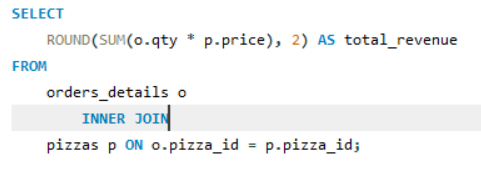 SELECT
ROUND(SUM(o.qty * p.price), 2) AS total_revenue
FROM
orders_details o
INNER JOIN
pizzas p ON o.pizza_id = p.pizza_id;